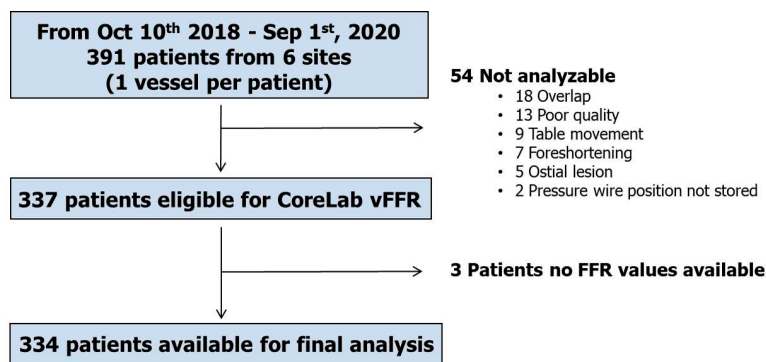 From Oct 10th 2018 - Sep 1st, 2020
391 patients from 6 sites
(1 vessel per patient)
54 Not analyzable
• 18 Overlap
• 13 Poor quality
• 9 Table movement
• 7 Foreshortening
• 5 Ostial lesion
• 2 Pressure wire position not stored
337 patients eligible for CoreLab vFFR
3 Patients no FFR values available
334 patients available for final analysis